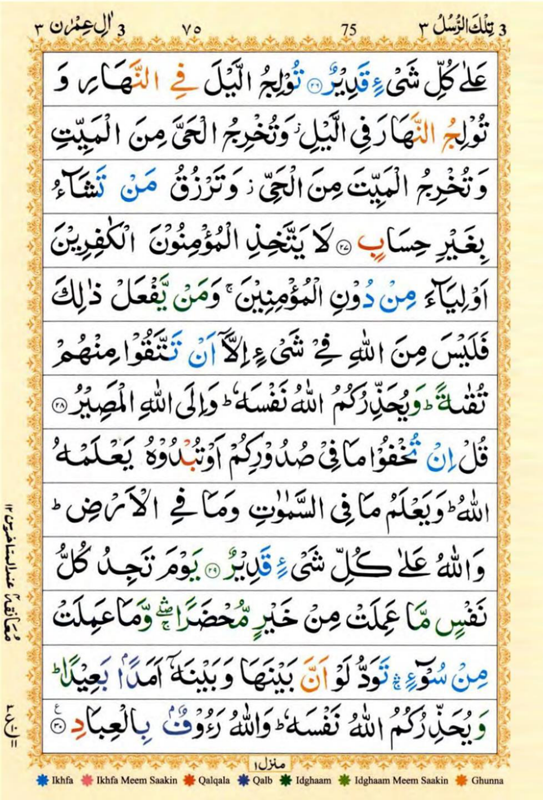 3 تِلْكَ الرُّسُلُ ٣ 75 ٧٥ 3 اٰلِ عِمْرٰن ٣
عَلٰى كُلِّ شَىْءٍ قَدِيْرٌ ﴿٢٦﴾ تُوْلِجُ الَّيْلَ فِى النَّهَارِ وَ
تُوْلِجُ النَّهَارَ فِى الَّيْلِ ز وَتُخْرِجُ الْحَىَّ مِنَ الْمَيِّتِ
وَ تُخْرِجُ الْمَيِّتَ مِنَ الْحَىِّ ز وَتَرْزُقُ مَنْ تَشَآءُ
بِغَيْرِ حِسَابٍ ﴿٢٧﴾ لَا يَتَّخِذِ الْمُؤْمِنُوْنَ الْكٰفِرِيْنَ
اَوْلِيَآءَ مِنْ دُوْنِ الْمُؤْمِنِيْنَ ۚ وَمَنْ يَّفْعَلْ ذٰلِكَ
فَلَيْسَ مِنَ اللّٰهِ فِىْ شَىْءٍ اِلَّاۤ اَنْ تَتَّقُوْا مِنْهُمْ
تُقٰىةً ؕ وَيُحَذِّرُكُمُ اللّٰهُ نَفْسَهٗ ؕ وَاِلَى اللّٰهِ الْمَصِيْرُ ﴿٢٨﴾
قُلْ اِنْ تُخْفُوْا مَا فِىْ صُدُوْرِكُمْ اَوْ تُبْدُوْهُ يَعْلَمْهُ
اللّٰهُ ؕ وَيَعْلَمُ مَا فِى السَّمٰوٰتِ وَمَا فِى الْاَرْضِ ؕ
وَاللّٰهُ عَلٰى كُلِّ شَىْءٍ قَدِيْرٌ ﴿٢٩﴾ يَوْمَ تَجِدُ كُلُّ
نَفْسٍ مَّا عَمِلَتْ مِنْ خَيْرٍ مُّحْضَرًا ۛۖۚ وَّمَا عَمِلَتْ
مِنْ سُوْٓءٍ ۛۚ تَوَدُّ لَوْ اَنَّ بَيْنَهَا وَبَيْنَهٗۤ اَمَدًۢا بَعِيْدًا ؕ
وَيُحَذِّرُكُمُ اللّٰهُ نَفْسَهٗ ؕ وَاللّٰهُ رَءُوْفٌۢ بِالْعِبَادِ ﴿٣٠﴾ ع
منزل ١
Ikhfa Ikhfa Meem Saakin Qalqala Qalb Idghaam Idghaam Meem Saakin Ghunna